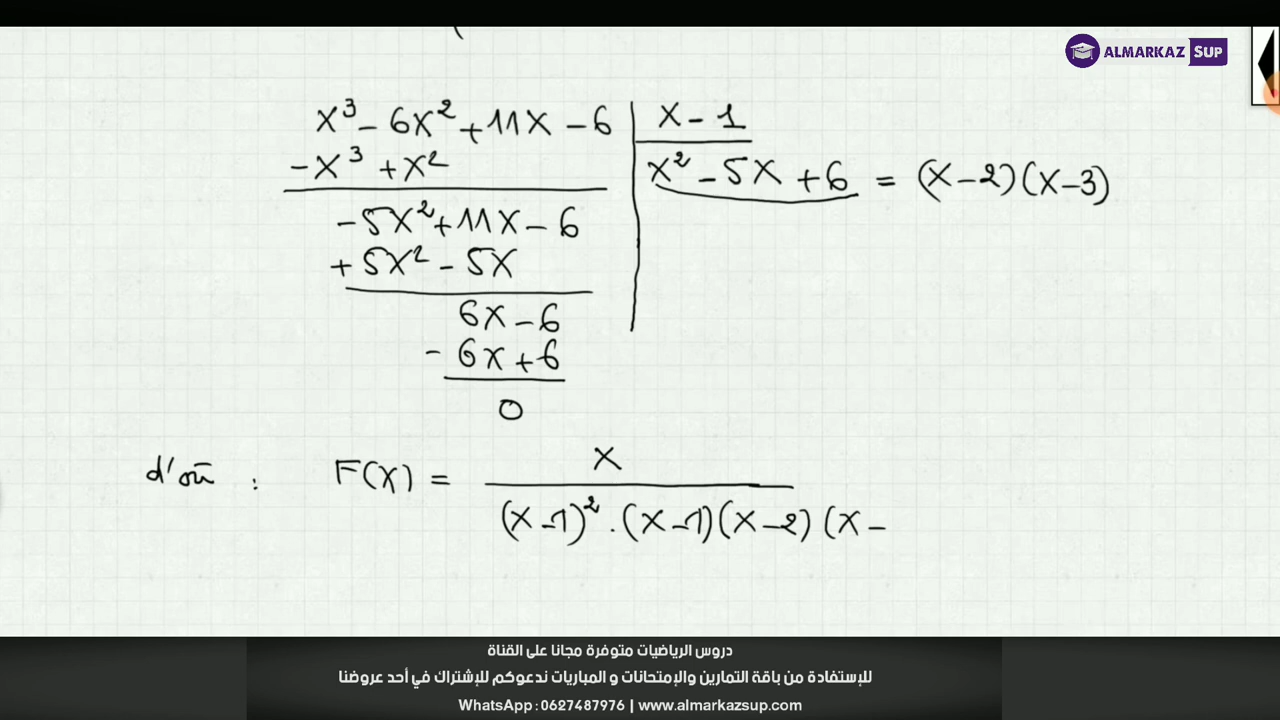 ALMARKAZ SUP
X³ - 6X² + 11X - 6 | X - 1
-X³ + X² | X² - 5X + 6 = (X-2)(X-3)
-5X² + 11X - 6
+ 5X² - 5X
6X - 6
- 6X + 6
0
d'où : F(X) = X / (X-1)² . (X-1)(X-2)(X-
دروس الرياضيات متوفرة مجانا على القناة
للإستفادة من باقة التمارين والإمتحانات و المباريات ندعوكم للإشتراك في أحد عروضنا
WhatsApp : 0627487976 | www.almarkazsup.com